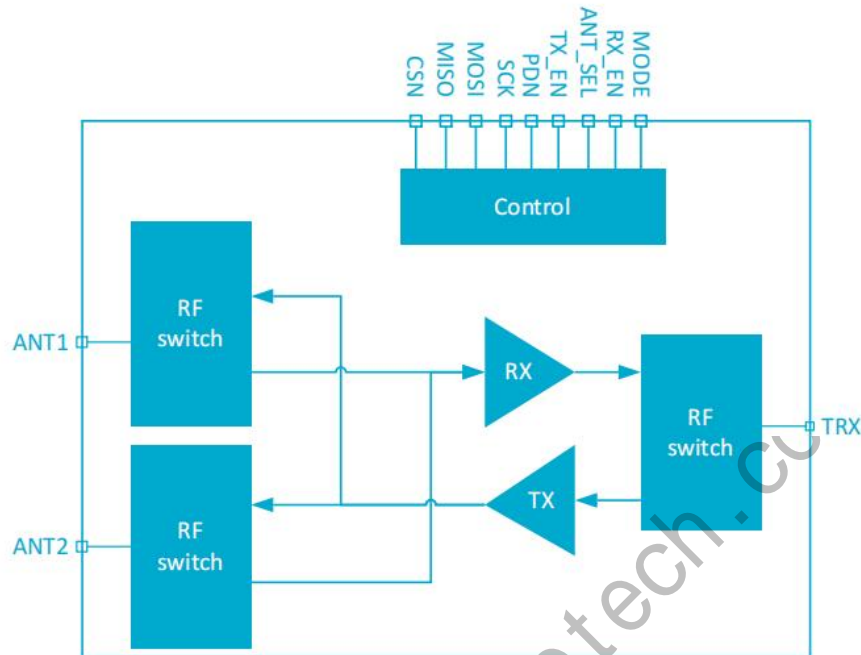 CSN
MISO
MOSI
SCK
PDN
TX_EN
ANT_SEL
RX_EN
MODE
Control
RF
switch
ANT1
RX
RF
switch
TRX
TX
RF
switch
ANT2